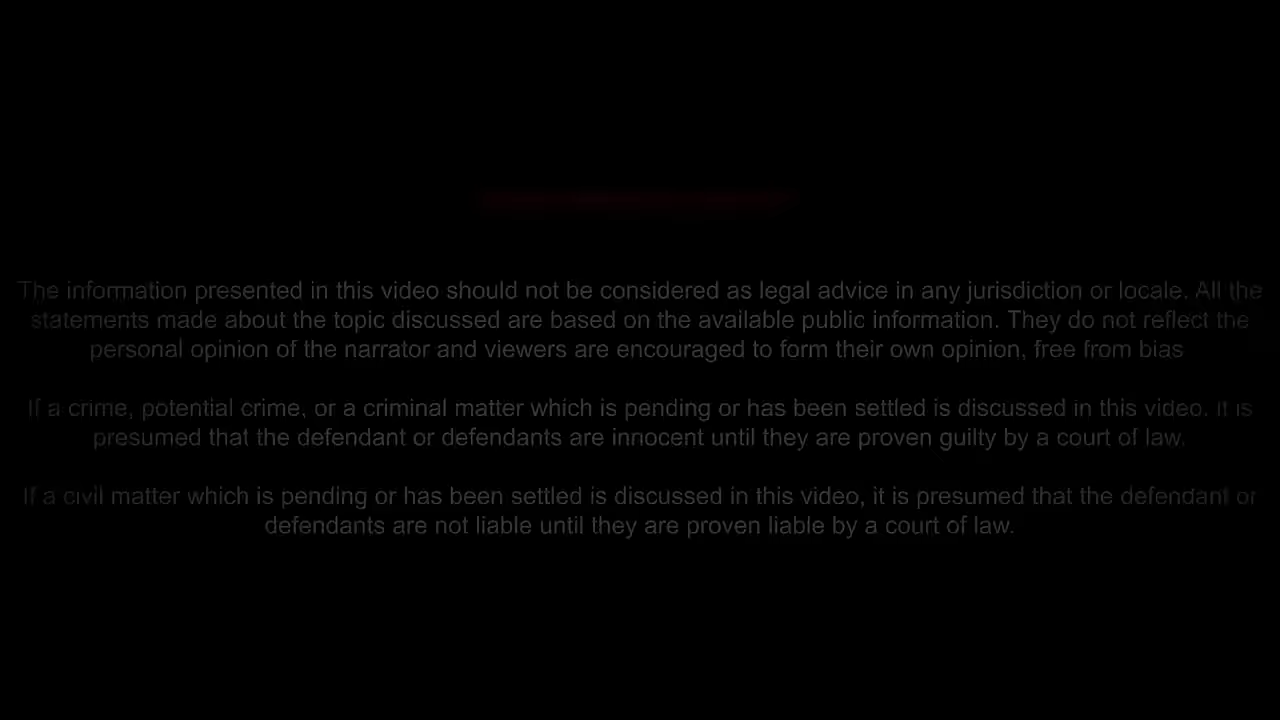 The information presented in this video should not be considered as legal advice in any jurisdiction or locale. All the
statements made about the topic discussed are based on the available public information. They do not reflect the
personal opinion of the narrator and viewers are encouraged to form their own opinion, free from bias
If a crime, potential crime, or a criminal matter which is pending or has been settled is discussed in this video. It is
presumed that the defendant or defendants are innocent until they are proven guilty by a court of law.
If a civil matter which is pending or has been settled is discussed in this video, it is presumed that the defendant or
defendants are not liable until they are proven liable by a court of law.